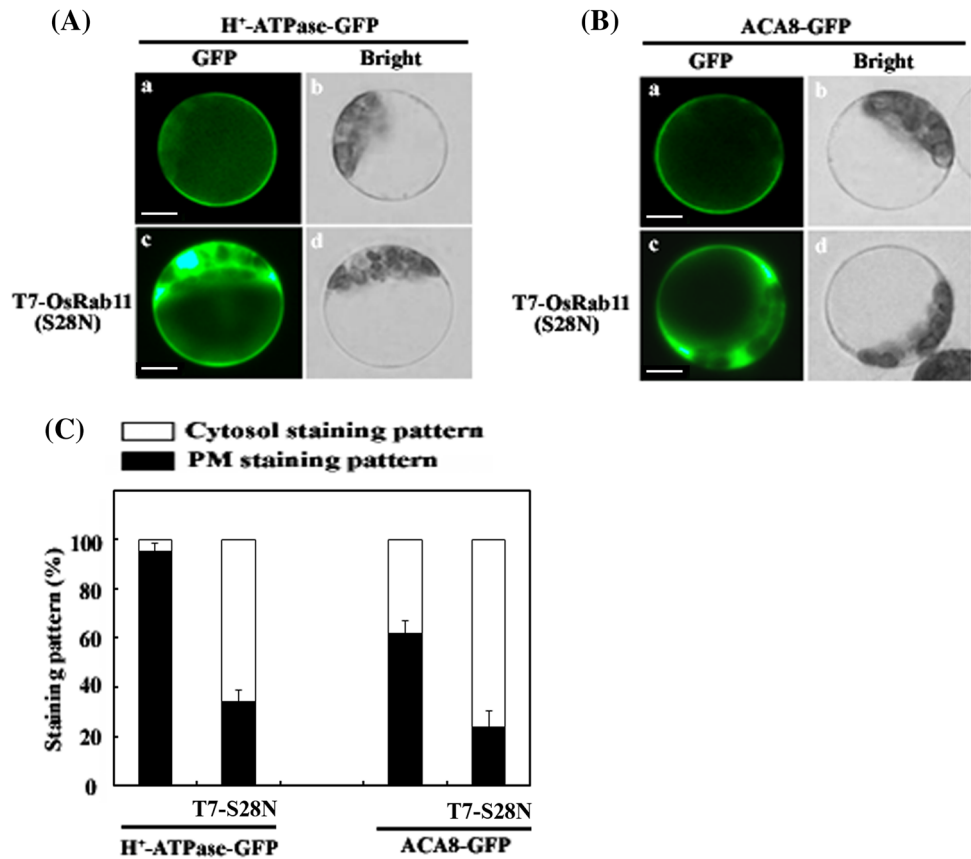 (A)
H⁺-ATPase-GFP
GFP Bright
a b
c d
T7-OsRab11
(S28N)
(B)
ACA8-GFP
GFP Bright
a b
c d
T7-OsRab11
(S28N)
(C)
Cytosol staining pattern
PM staining pattern
Staining pattern (%)
100
80
60
40
20
0
T7-S28N T7-S28N
H⁺-ATPase-GFP ACA8-GFP